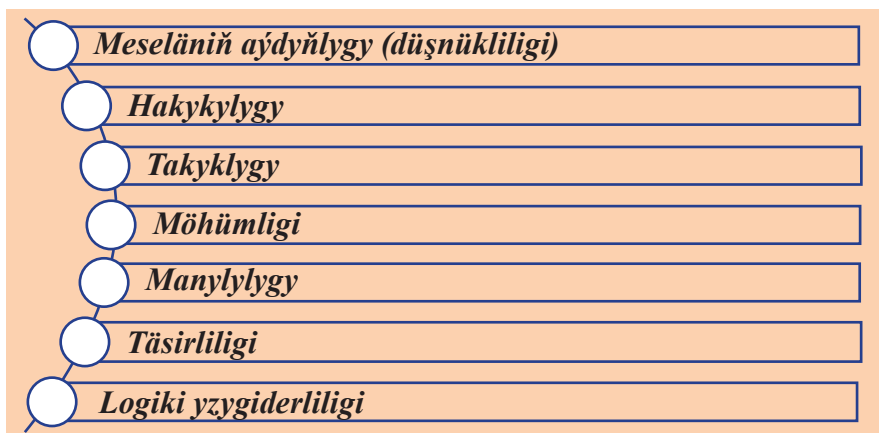 Meseläniň aýdyňlygy (düşnükliligi)
Hakykylygy
Takyklygy
Möhümligi
Manylylygy
Täsirliligi
Logiki yzygiderliligi